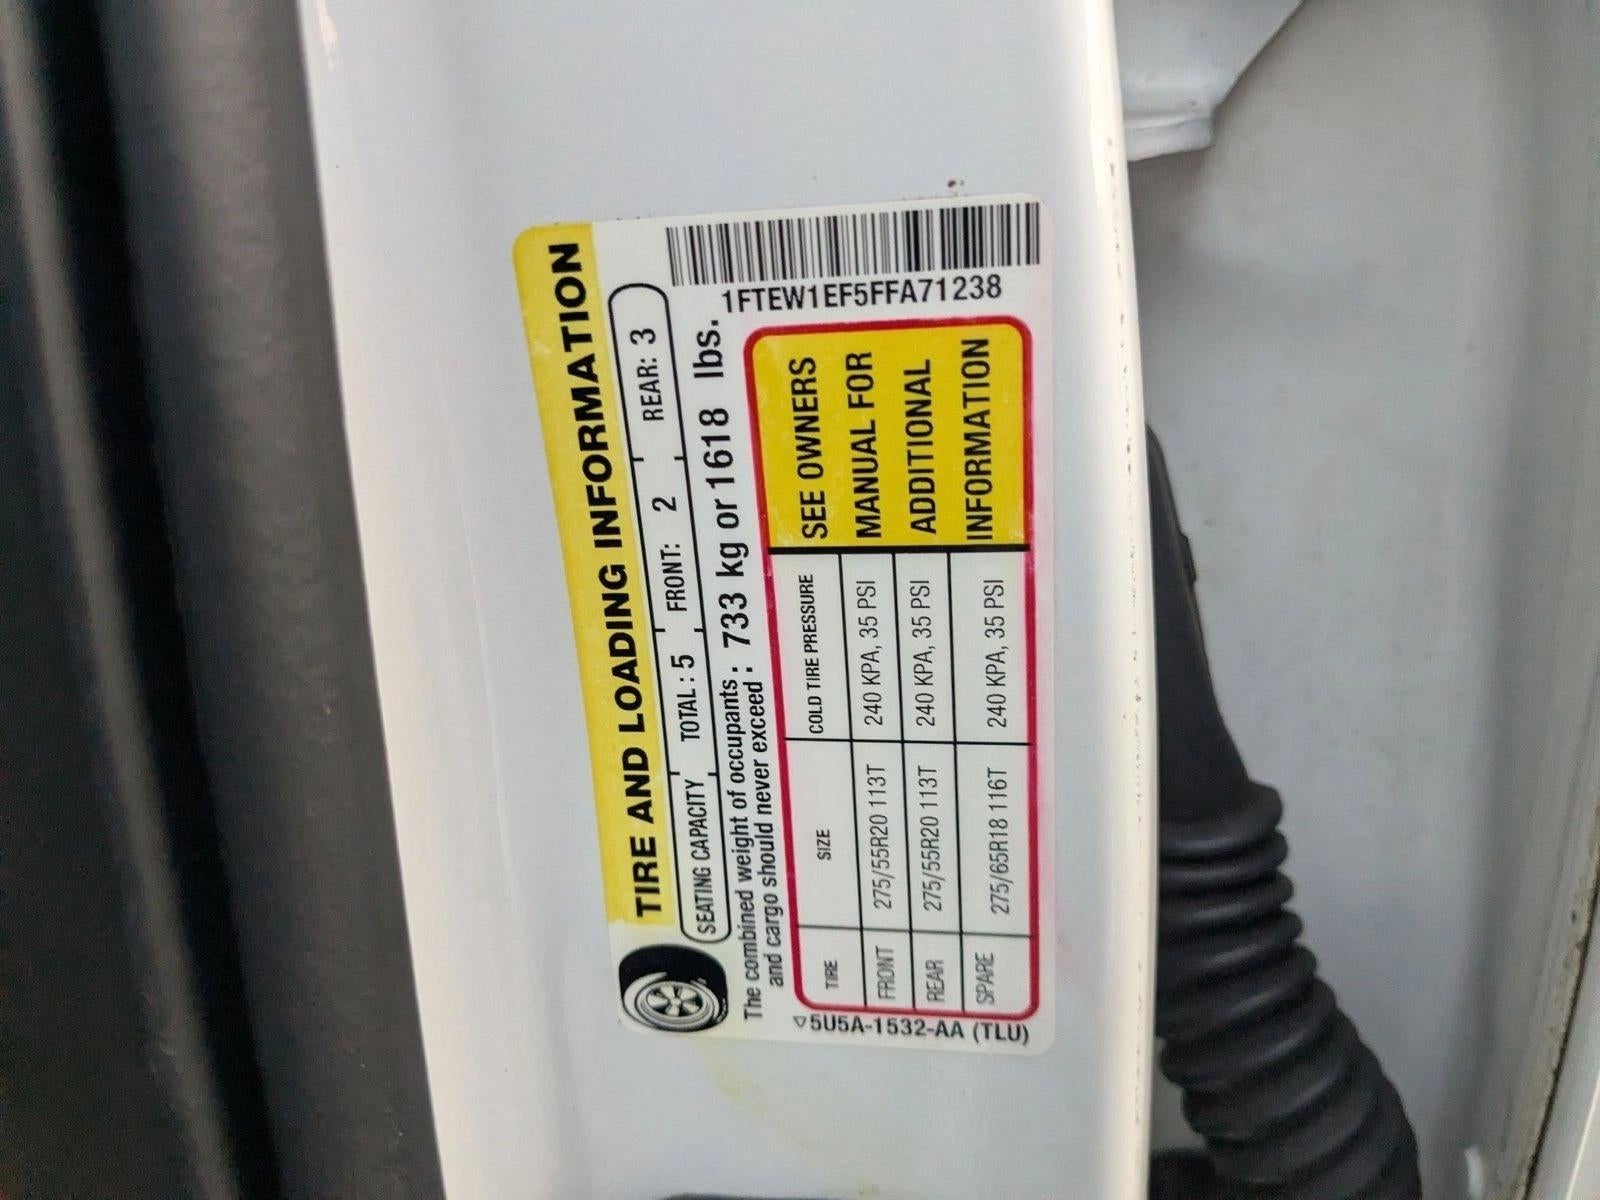 TIRE AND LOADING INFORMATION
SEATING CAPACITY TOTAL : 5 FRONT: 2 REAR: 3
The combined weight of occupants : 733 kg or 1618 lbs.
and cargo should never exceed :
1FTEW1EF5FFA71238
TIRE SIZE COLD TIRE PRESSURE
FRONT 275/55R20 113T 240 KPA, 35 PSI
REAR 275/55R20 113T 240 KPA, 35 PSI
SPARE 275/65R18 116T 240 KPA, 35 PSI
SEE OWNERS
MANUAL FOR
ADDITIONAL
INFORMATION
▽5U5A-1532-AA (TLU)